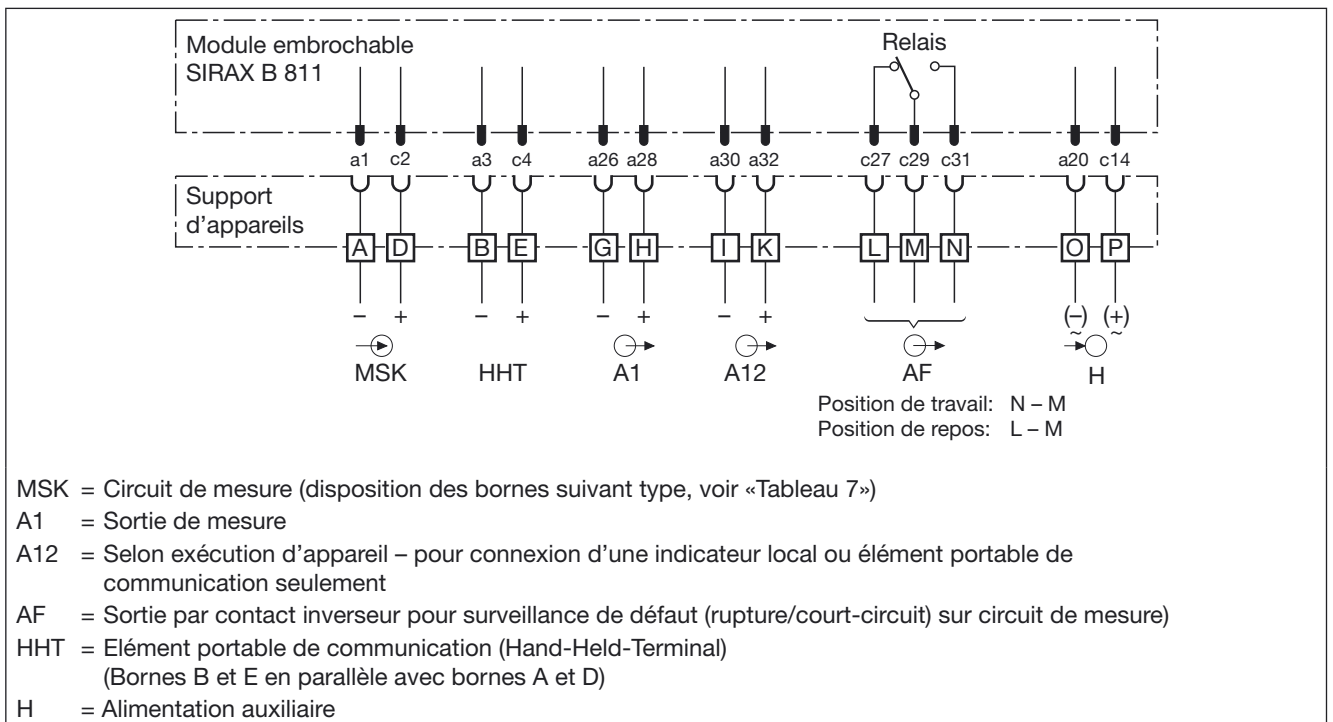 Module embrochable
SIRAX B 811
Relais
a1 c2 a3 c4 a26 a28 a30 a32 c27 c29 c31 a20 c14
Support
d’appareils
A D B E G H I K L M N O P
– + – + – + – + (–) (+)
~ ~
MSK HHT A1 A12 AF H
Position de travail: N – M
Position de repos: L – M
MSK = Circuit de mesure (disposition des bornes suivant type, voir «Tableau 7»)
A1 = Sortie de mesure
A12 = Selon exécution d’appareil – pour connexion d’une indicateur local ou élément portable de
communication seulement
AF = Sortie par contact inverseur pour surveillance de défaut (rupture/court-circuit) sur circuit de mesure)
HHT = Elément portable de communication (Hand-Held-Terminal)
(Bornes B et E en parallèle avec bornes A et D)
H = Alimentation auxiliaire